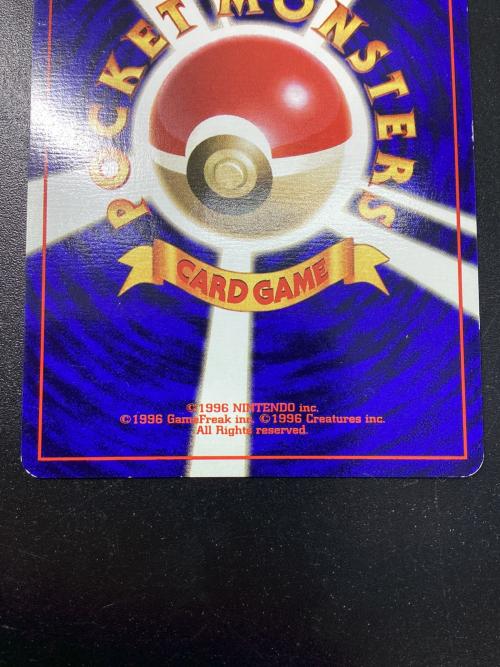 POCKET MONSTERS
CARD GAME
©1996 NINTENDO inc.
©1996 GameFreak inc. ©1996 Creatures inc.
All Rights reserved.